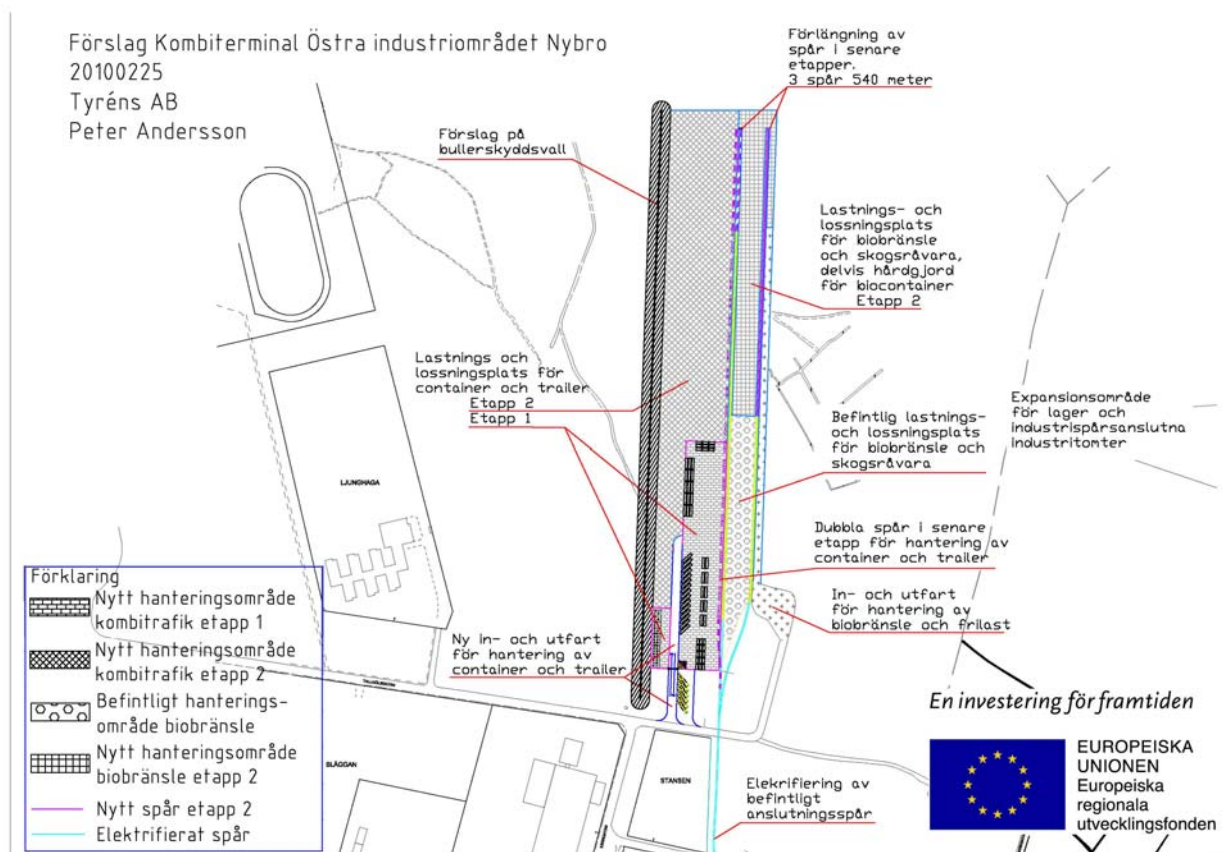 Förslag Kombiterminal Östra industriområdet Nybro
20100225
Tyréns AB
Peter Andersson
Förlängning av
spår i senare
etapper.
3 spår 540 meter
Förslag på
bullerskyddsvall
Lastnings- och
lossningsplats
för biobränsle
och skogsråvara,
delvis hårdgjord
för biocontainer
Etapp 2
Lastnings och
lossningsplats för
container och trailer
Etapp 2
Etapp 1
Expansionsområde
för lager och
industrispårsanslutna
industritomter
Befintlig lastnings-
och lossningsplats
för biobränsle och
skogsråvara
LJUNGHAGA
Dubbla spår i senare
etapp för hantering av
container och trailer
In- och utfart
för hantering av
biobränsle och frilast
Ny in- och utfart
för hantering av
container och trailer
Förklaring
Nytt hanteringsområde
kombitrafik etapp 1
Nytt hanteringsområde
kombitrafik etapp 2
Befintligt hanterings-
område biobränsle
Nytt hanteringsområde
biobränsle etapp 2
Nytt spår etapp 2
Elektrifierat spår
SLÄGGAN
STANSEN
Elekrifiering av
befintligt
anslutningsspår
En investering för framtiden
EUROPEISKA
UNIONEN
Europeiska
regionala
utvecklingsfonden